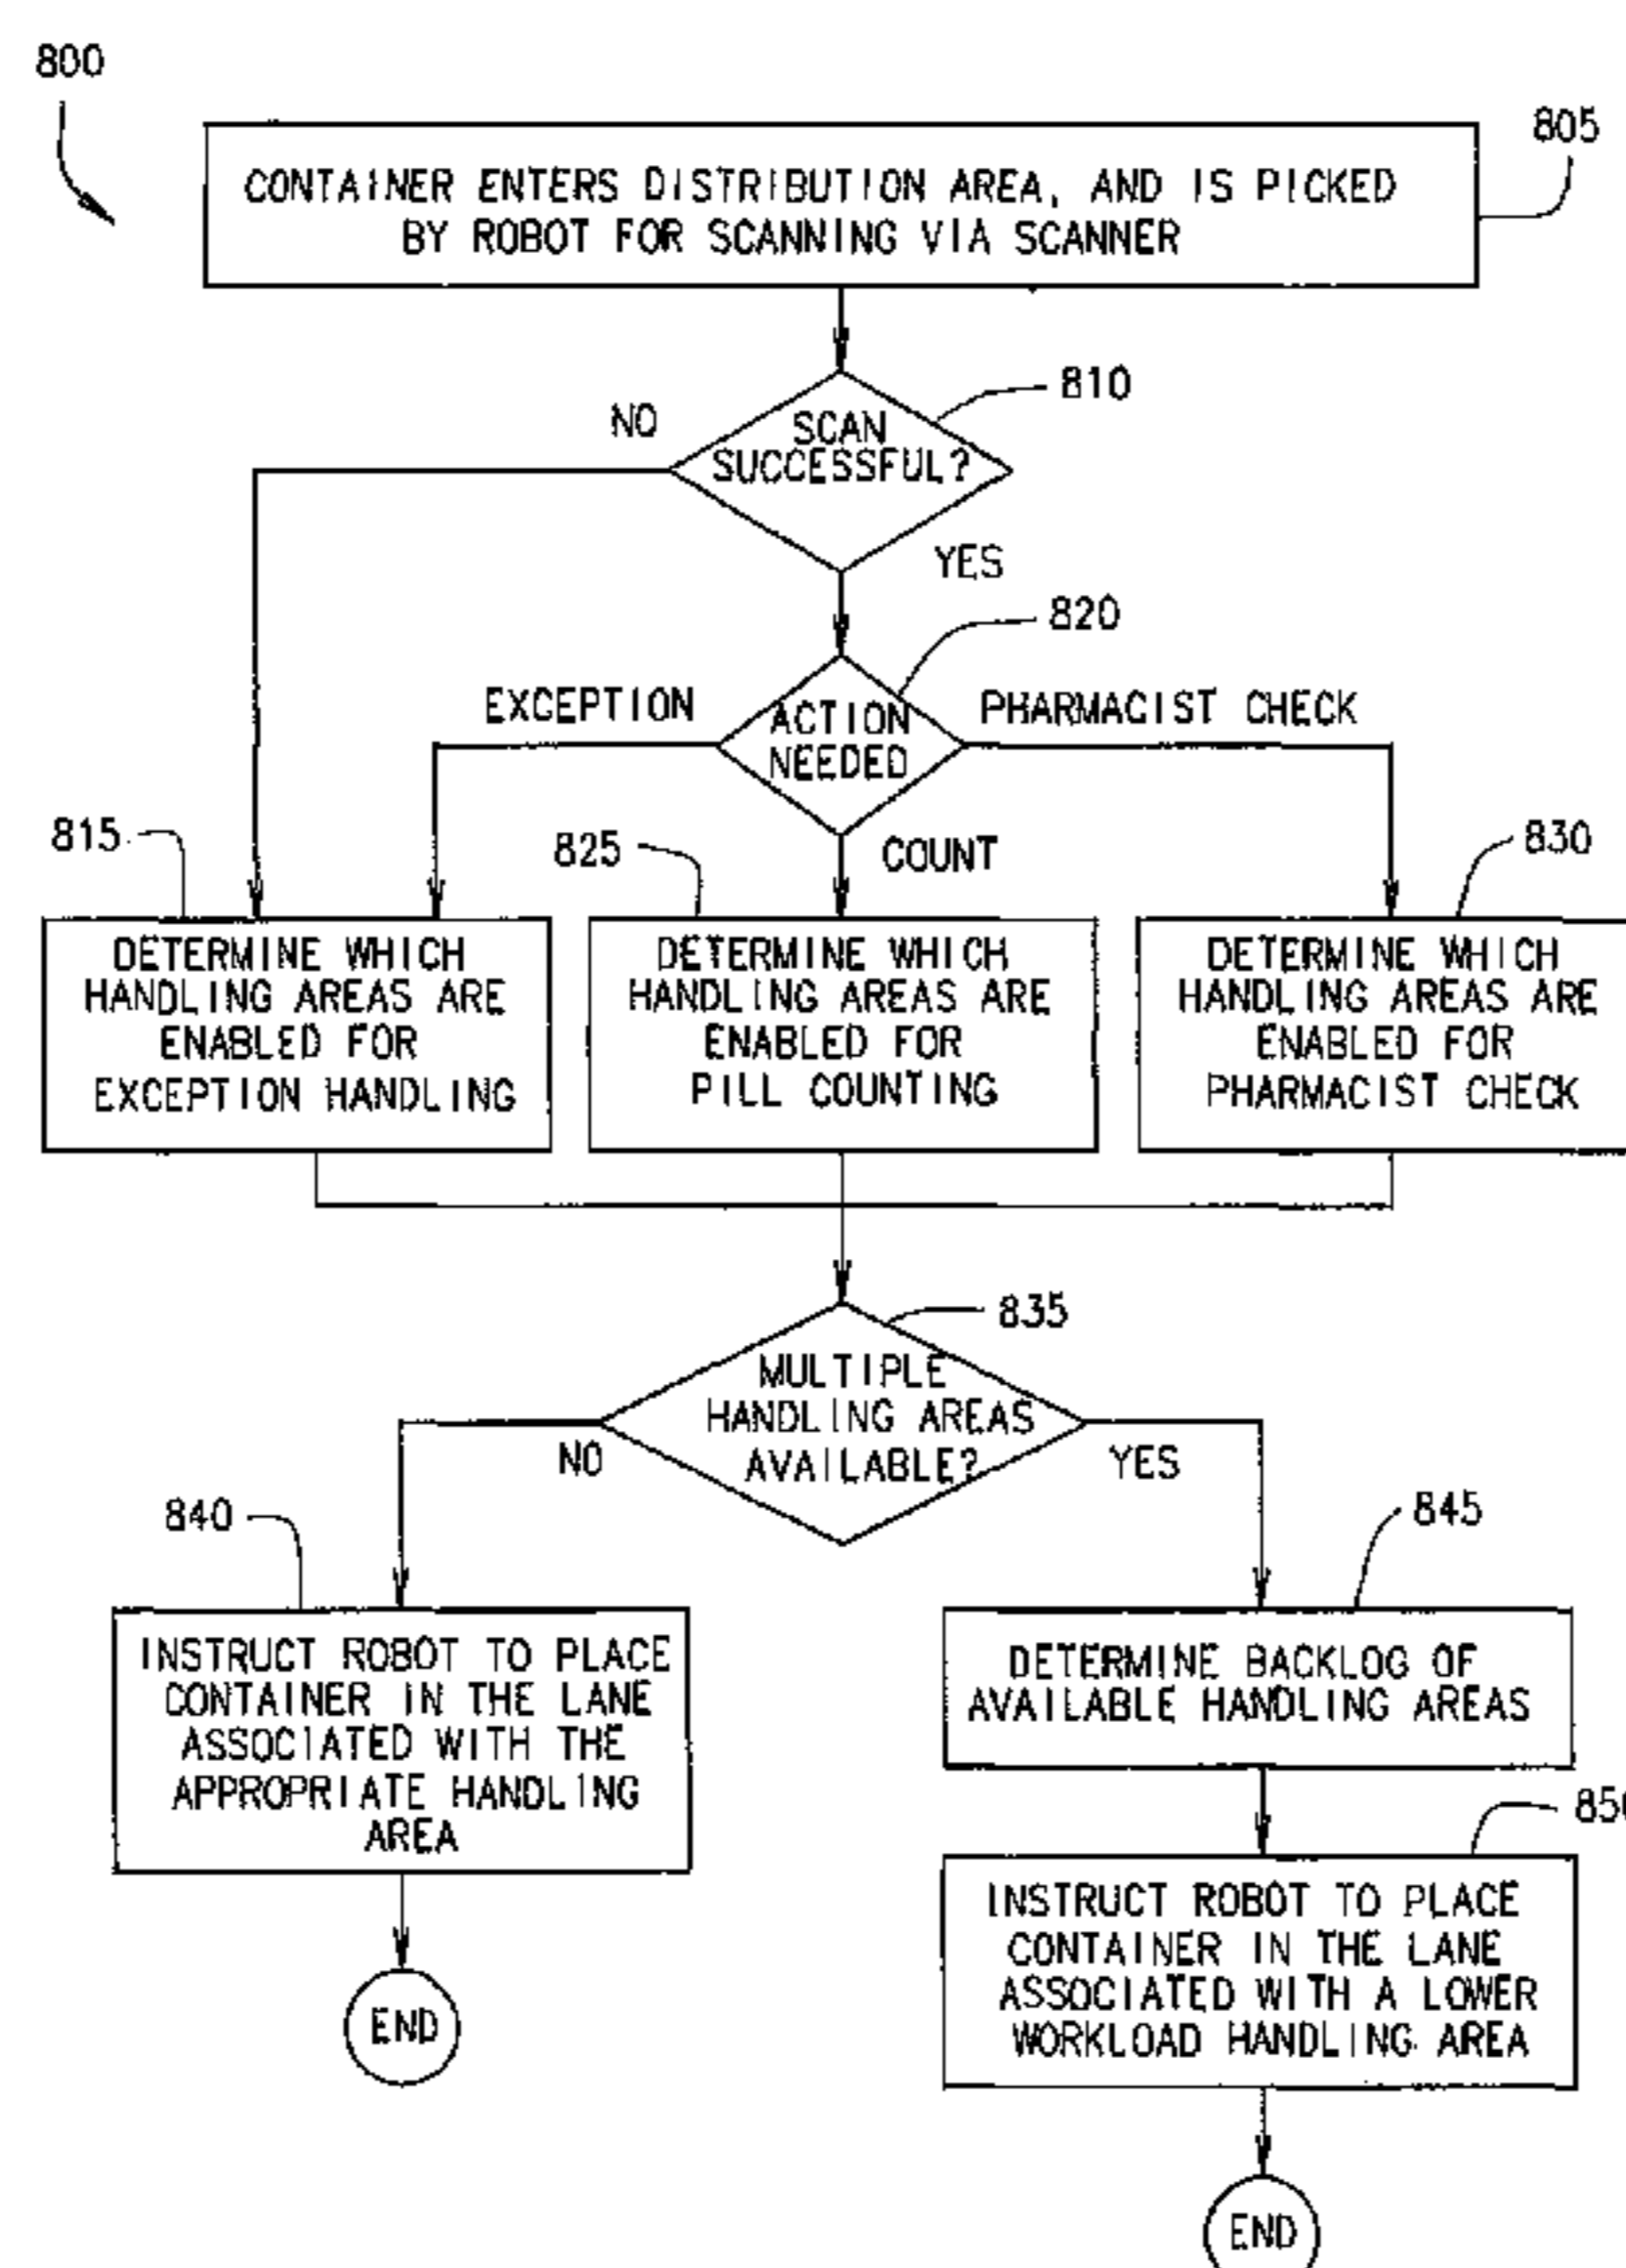 800
805
CONTAINER ENTERS DISTRIBUTION AREA, AND IS PICKED
BY ROBOT FOR SCANNING VIA SCANNER
810
NO
SCAN
SUCCESSFUL?
YES
820
EXCEPTION
ACTION
NEEDED
PHARMACIST CHECK
815
825
COUNT
830
DETERMINE WHICH
HANDLING AREAS ARE
ENABLED FOR
EXCEPTION HANDLING
DETERMINE WHICH
HANDLING AREAS ARE
ENABLED FOR
PILL COUNTING
DETERMINE WHICH
HANDLING AREAS ARE
ENABLED FOR
PHARMACIST CHECK
835
MULTIPLE
HANDLING AREAS
AVAILABLE?
NO
YES
840
845
INSTRUCT ROBOT TO PLACE
CONTAINER IN THE LANE
ASSOCIATED WITH THE
APPROPRIATE HANDLING
AREA
DETERMINE BACKLOG OF
AVAILABLE HANDLING AREAS
850
INSTRUCT ROBOT TO PLACE
CONTAINER IN THE LANE
ASSOCIATED WITH A LOWER
WORKLOAD HANDLING AREA
END
END